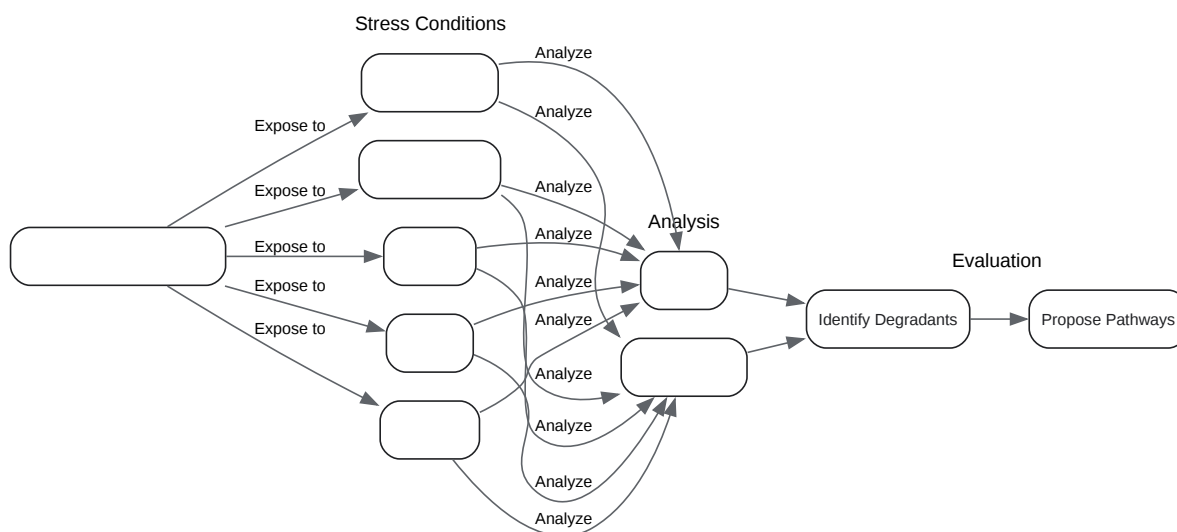 Stress Conditions
Analyze
Analyze
Expose to
Expose to
Analyze
Analysis
Analyze
Expose to
Evaluation
Analyze
Expose to
Analyze
Identify Degradants
Propose Pathways
Expose to
Analyze
Analyze
Analyze
Analyze